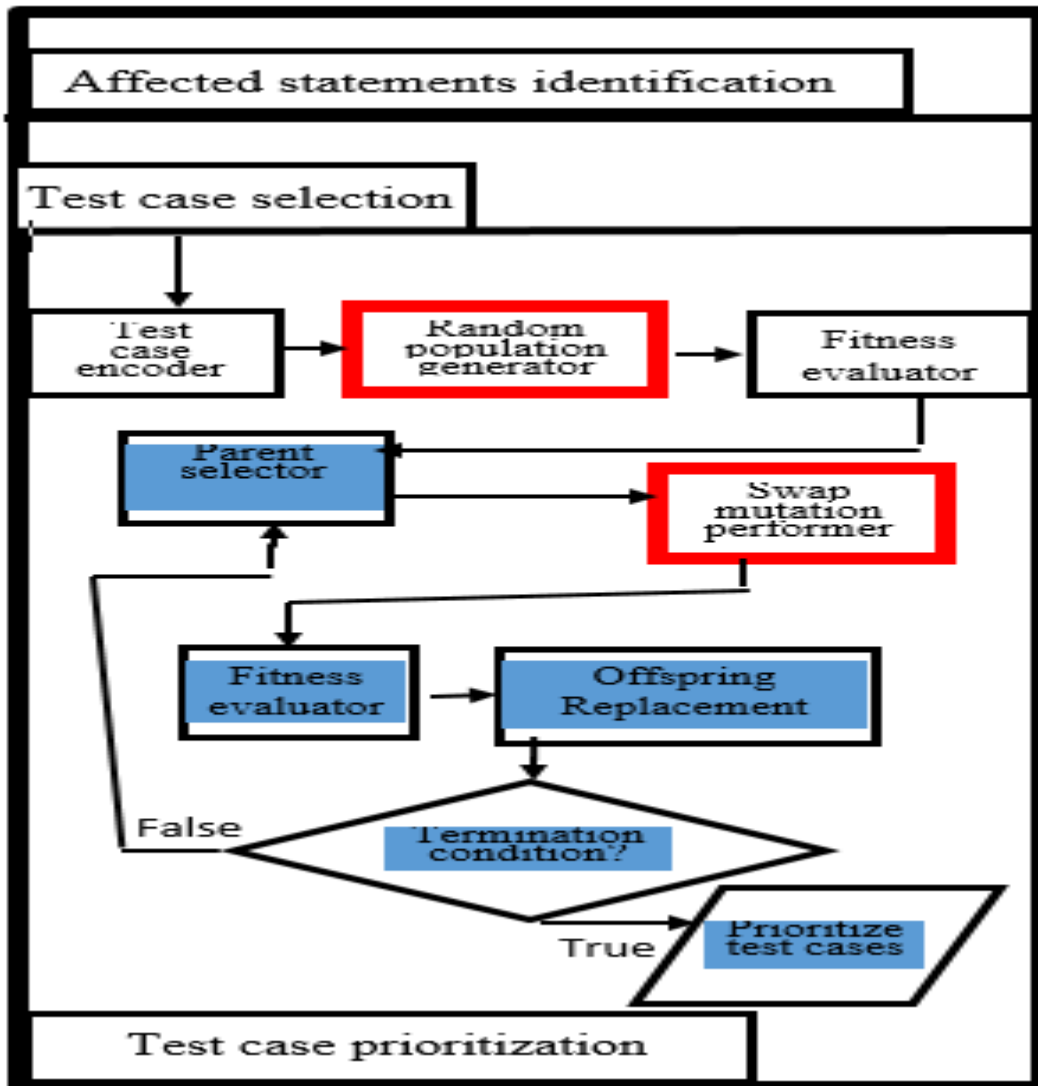 Affected statements identification
Test case selection
Test
case
encoder
Random
population
generator
Fitness
evaluator
Parent
selector
Swap
mutation
performer
Fitness
evaluator
Offspring
Replacement
False
Termination
condition?
True
Prioritize
test cases
Test case prioritization